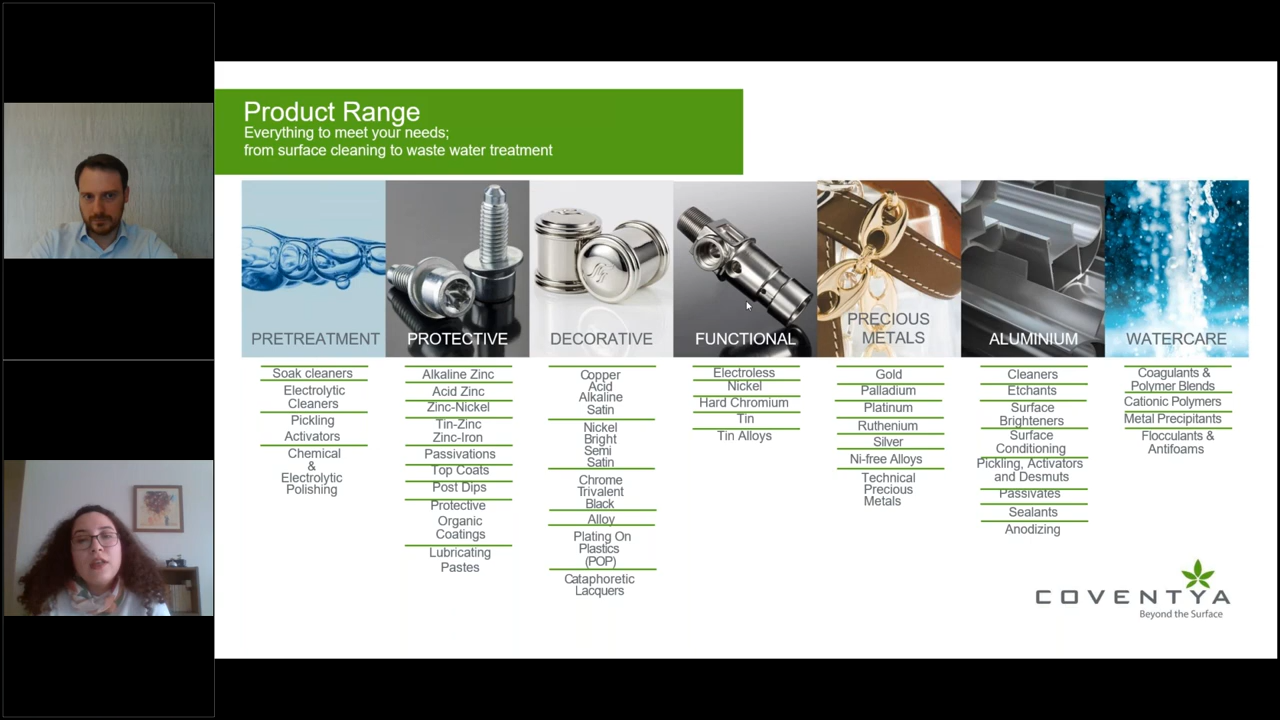 Product Range
Everything to meet your needs;
from surface cleaning to waste water treatment
PRETREATMENT
Soak cleaners
Electrolytic
Cleaners
Pickling
Activators
Chemical
&
Electrolytic
Polishing
PROTECTIVE
Alkaline Zinc
Acid Zinc
Zinc-Nickel
Tin-Zinc
Zinc-Iron
Passivations
Top Coats
Post Dips
Protective
Organic
Coatings
Lubricating
Pastes
DECORATIVE
Copper
Acid
Alkaline
Satin
Nickel
Bright
Semi
Satin
Chrome
Trivalent
Black
Alloy
Plating On
Plastics
(POP)
Cataphoretic
Lacquers
FUNCTIONAL
Electroless
Nickel
Hard Chromium
Tin
Tin Alloys
PRECIOUS
METALS
Gold
Palladium
Platinum
Ruthenium
Silver
Ni-free Alloys
Technical
Precious
Metals
ALUMINIUM
Cleaners
Etchants
Surface
Brighteners
Surface
Conditioning
Pickling, Activators
and Desmuts
Passivates
Sealants
Anodizing
WATERCARE
Coagulants &
Polymer Blends
Cationic Polymers
Metal Precipitants
Flocculants &
Antifoams
COVENTYA
Beyond the Surface